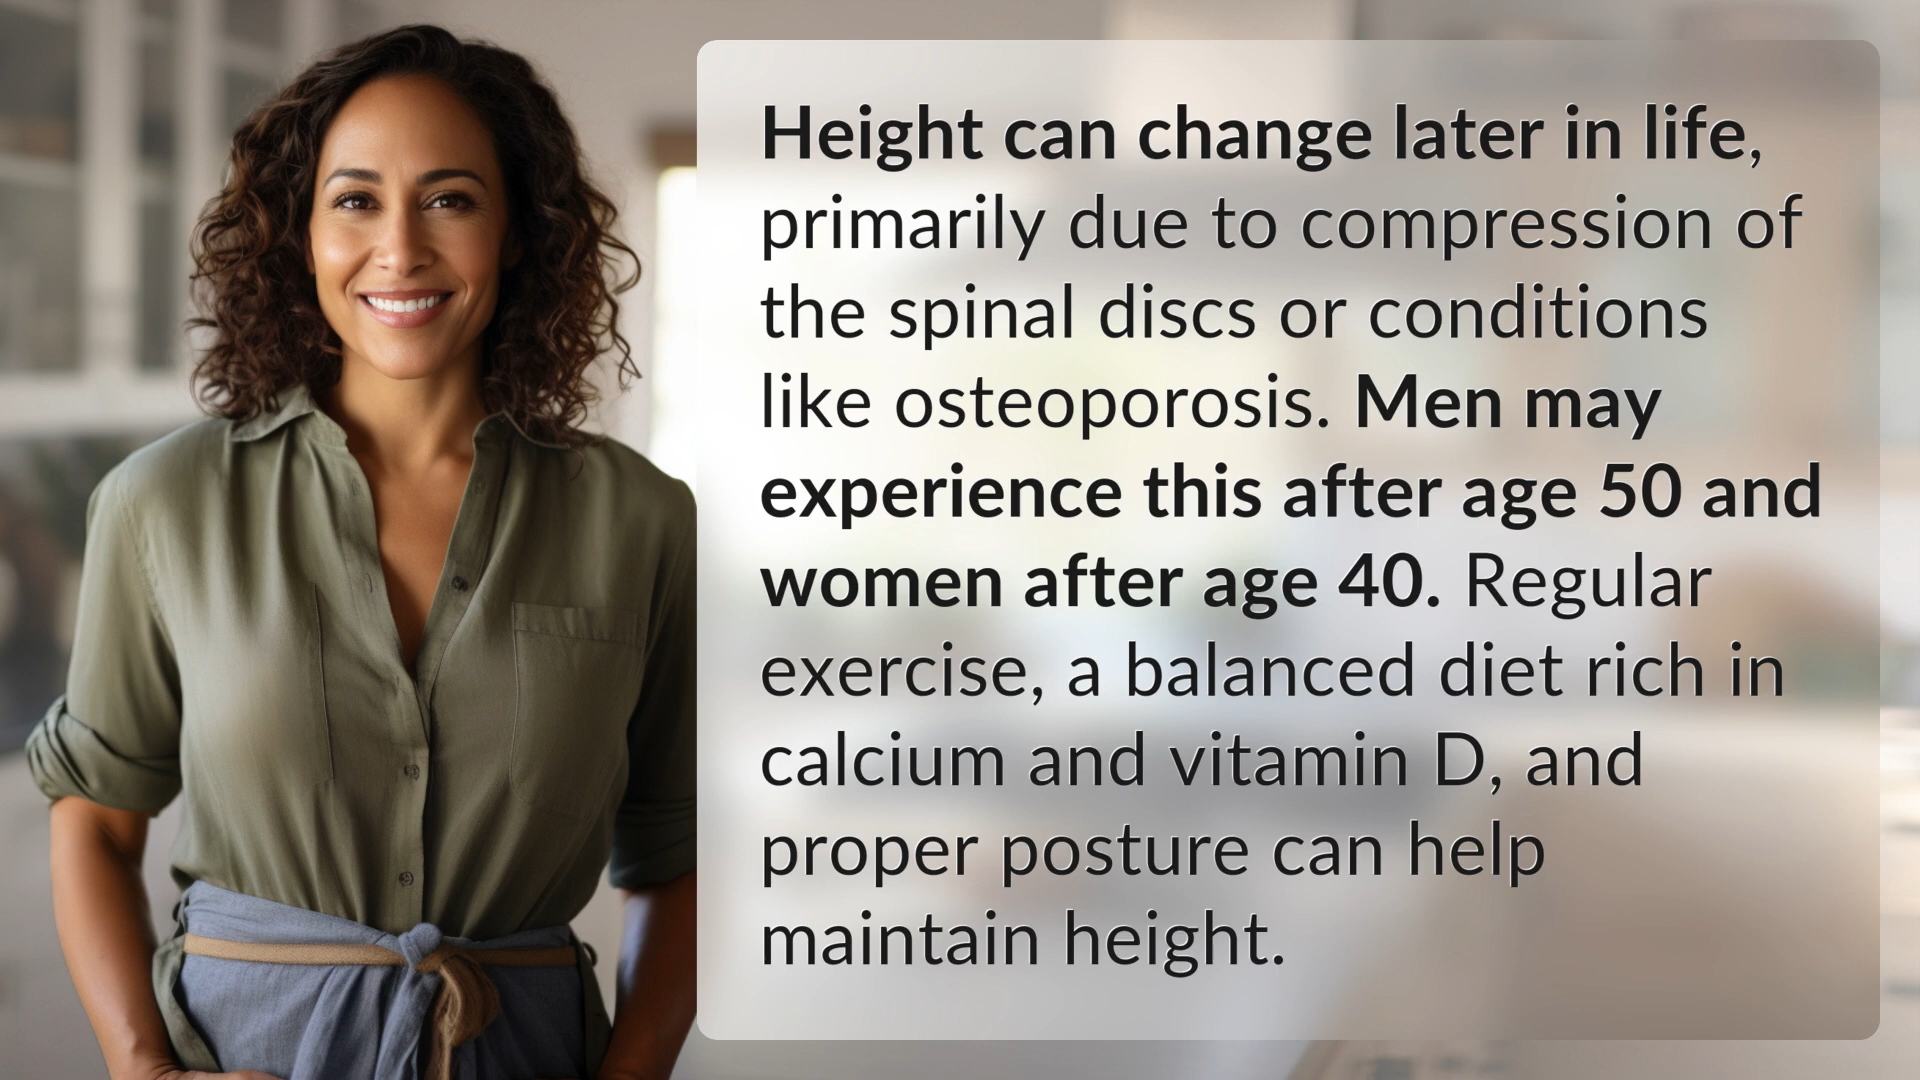 Height can change later in life,
primarily due to compression of
the spinal discs or conditions
like osteoporosis. Men may
experience this after age 50 and
women after age 40. Regular
exercise, a balanced diet rich in
calcium and vitamin D, and
proper posture can help
maintain height.